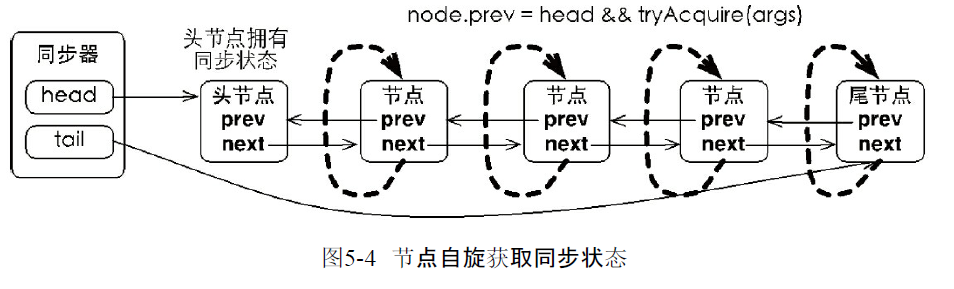 node.prev = head && tryAcquire(args)
同步器
head
tail
头节点拥有
同步状态
头节点
prev
next
节点
prev
next
节点
prev
next
节点
prev
next
尾节点
prev
next
图5-4 节点自旋获取同步状态